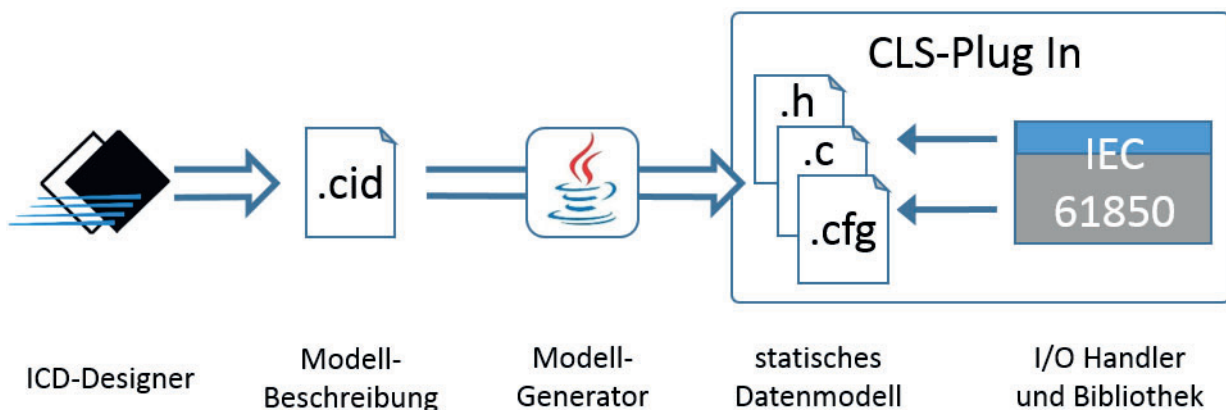 CLS-Plug In
.h
.c
.cfg
.cid
IEC
61850
ICD-Designer
Modell-
Beschreibung
Modell-
Generator
statisches
Datenmodell
I/O Handler
und Bibliothek